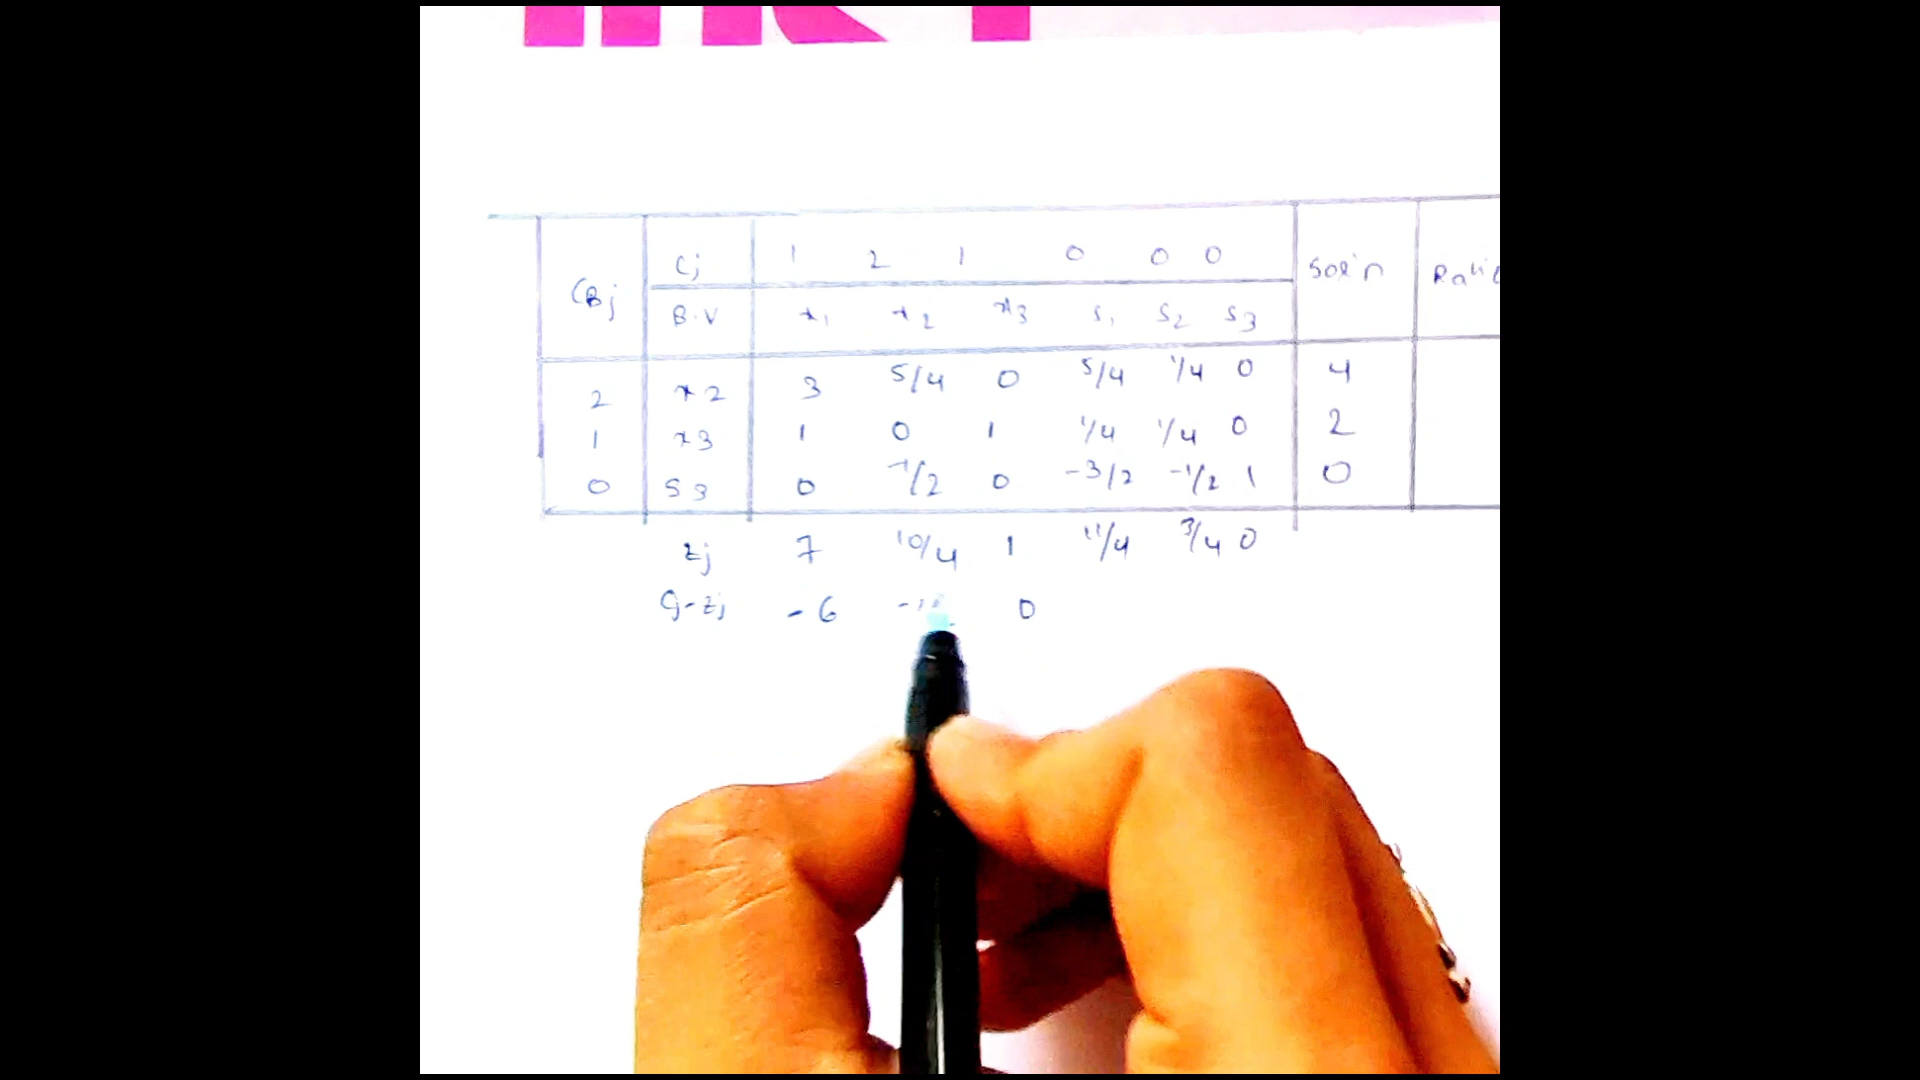 CBj Cj 1 2 1 0 0 0 Sol'n Ratio
B.V x1 x2 x3 S1 S2 S3
2 x2 3 5/4 0 5/4 1/4 0 4
1 x3 1 0 1 1/4 1/4 0 2
0 S3 0 -1/2 0 -3/2 -1/2 1 0
Zj 7 10/4 1 11/4 3/4 0
Cj-Zj -6 0